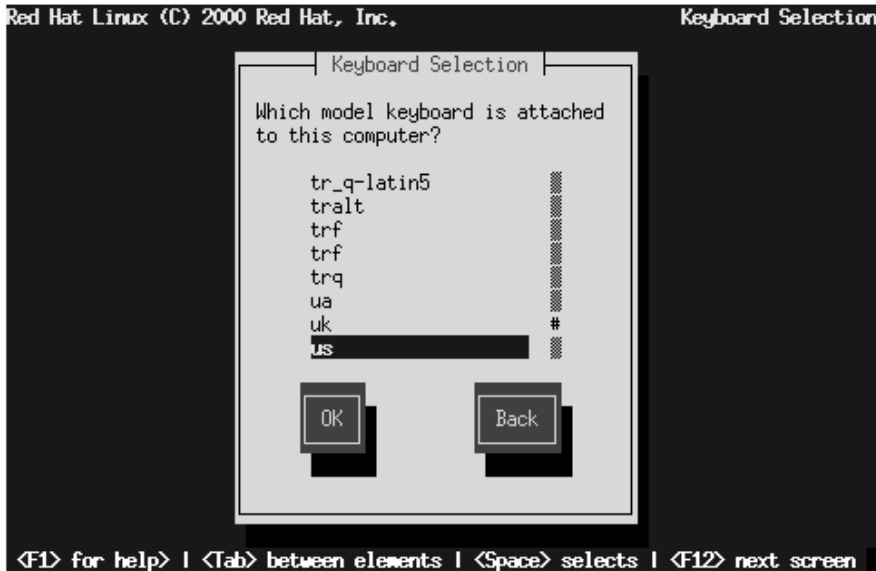 Red Hat Linux (C) 2000 Red Hat, Inc. Keyboard Selection
Keyboard Selection
Which model keyboard is attached
to this computer?
tr_q-latin5
tralt
trf
trf
trq
ua
uk #
us
OK Back
<F1> for help> | <Tab> between elements | <Space> selects | <F12> next screen